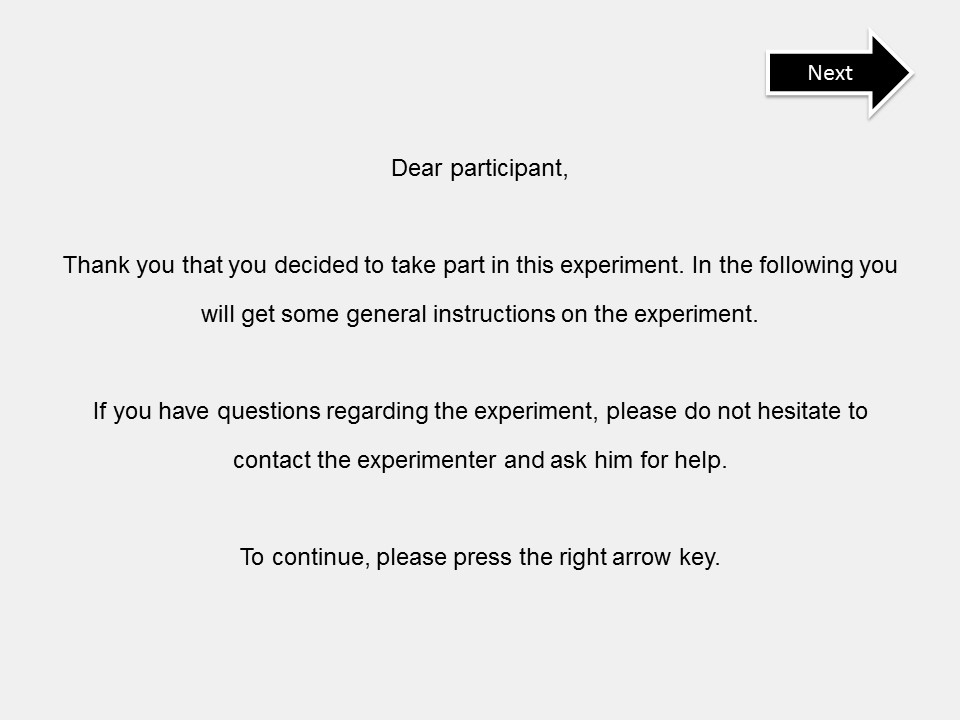 Next
Dear participant,
Thank you that you decided to take part in this experiment. In the following you
will get some general instructions on the experiment.
If you have questions regarding the experiment, please do not hesitate to
contact the experimenter and ask him for help.
To continue, please press the right arrow key.